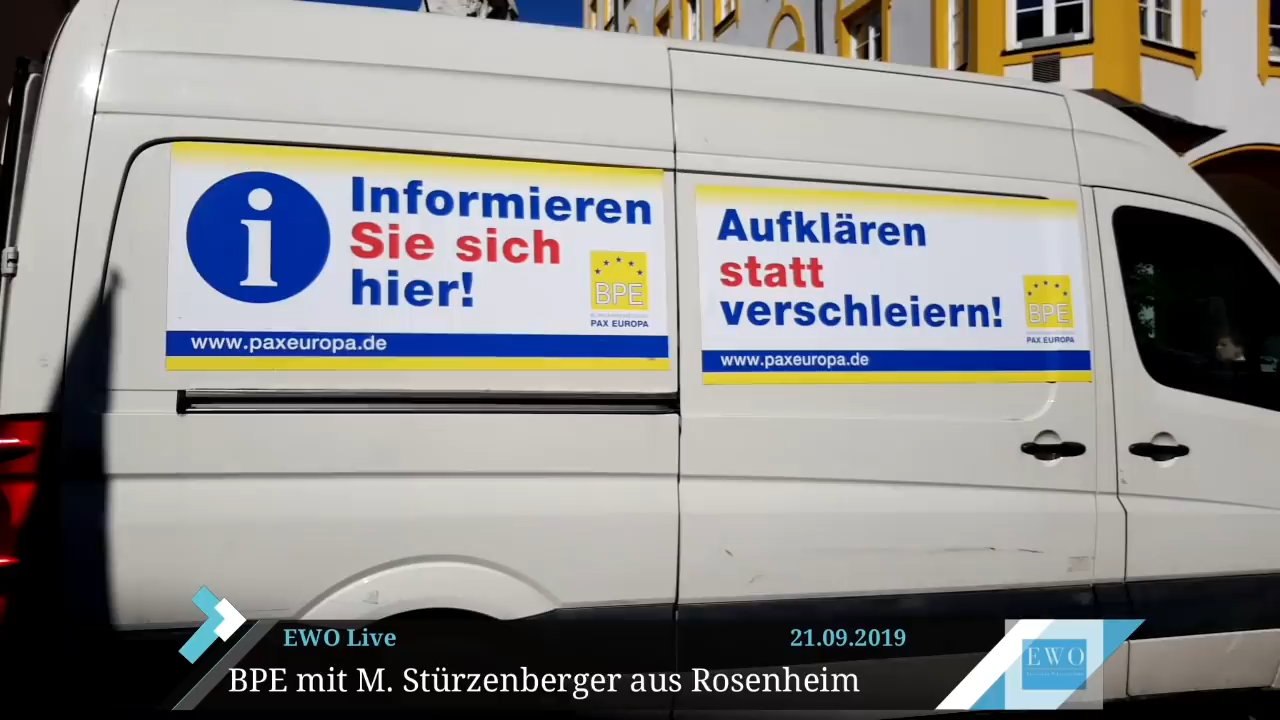 Informieren
Sie sich
hier!
BPE
PAX EUROPA
www.paxeuropa.de
Aufklären
statt
verschleiern!
BPE
PAX EUROPA
www.paxeuropa.de
EWO Live
21.09.2019
BPE mit M. Stürzenberger aus Rosenheim
EWO